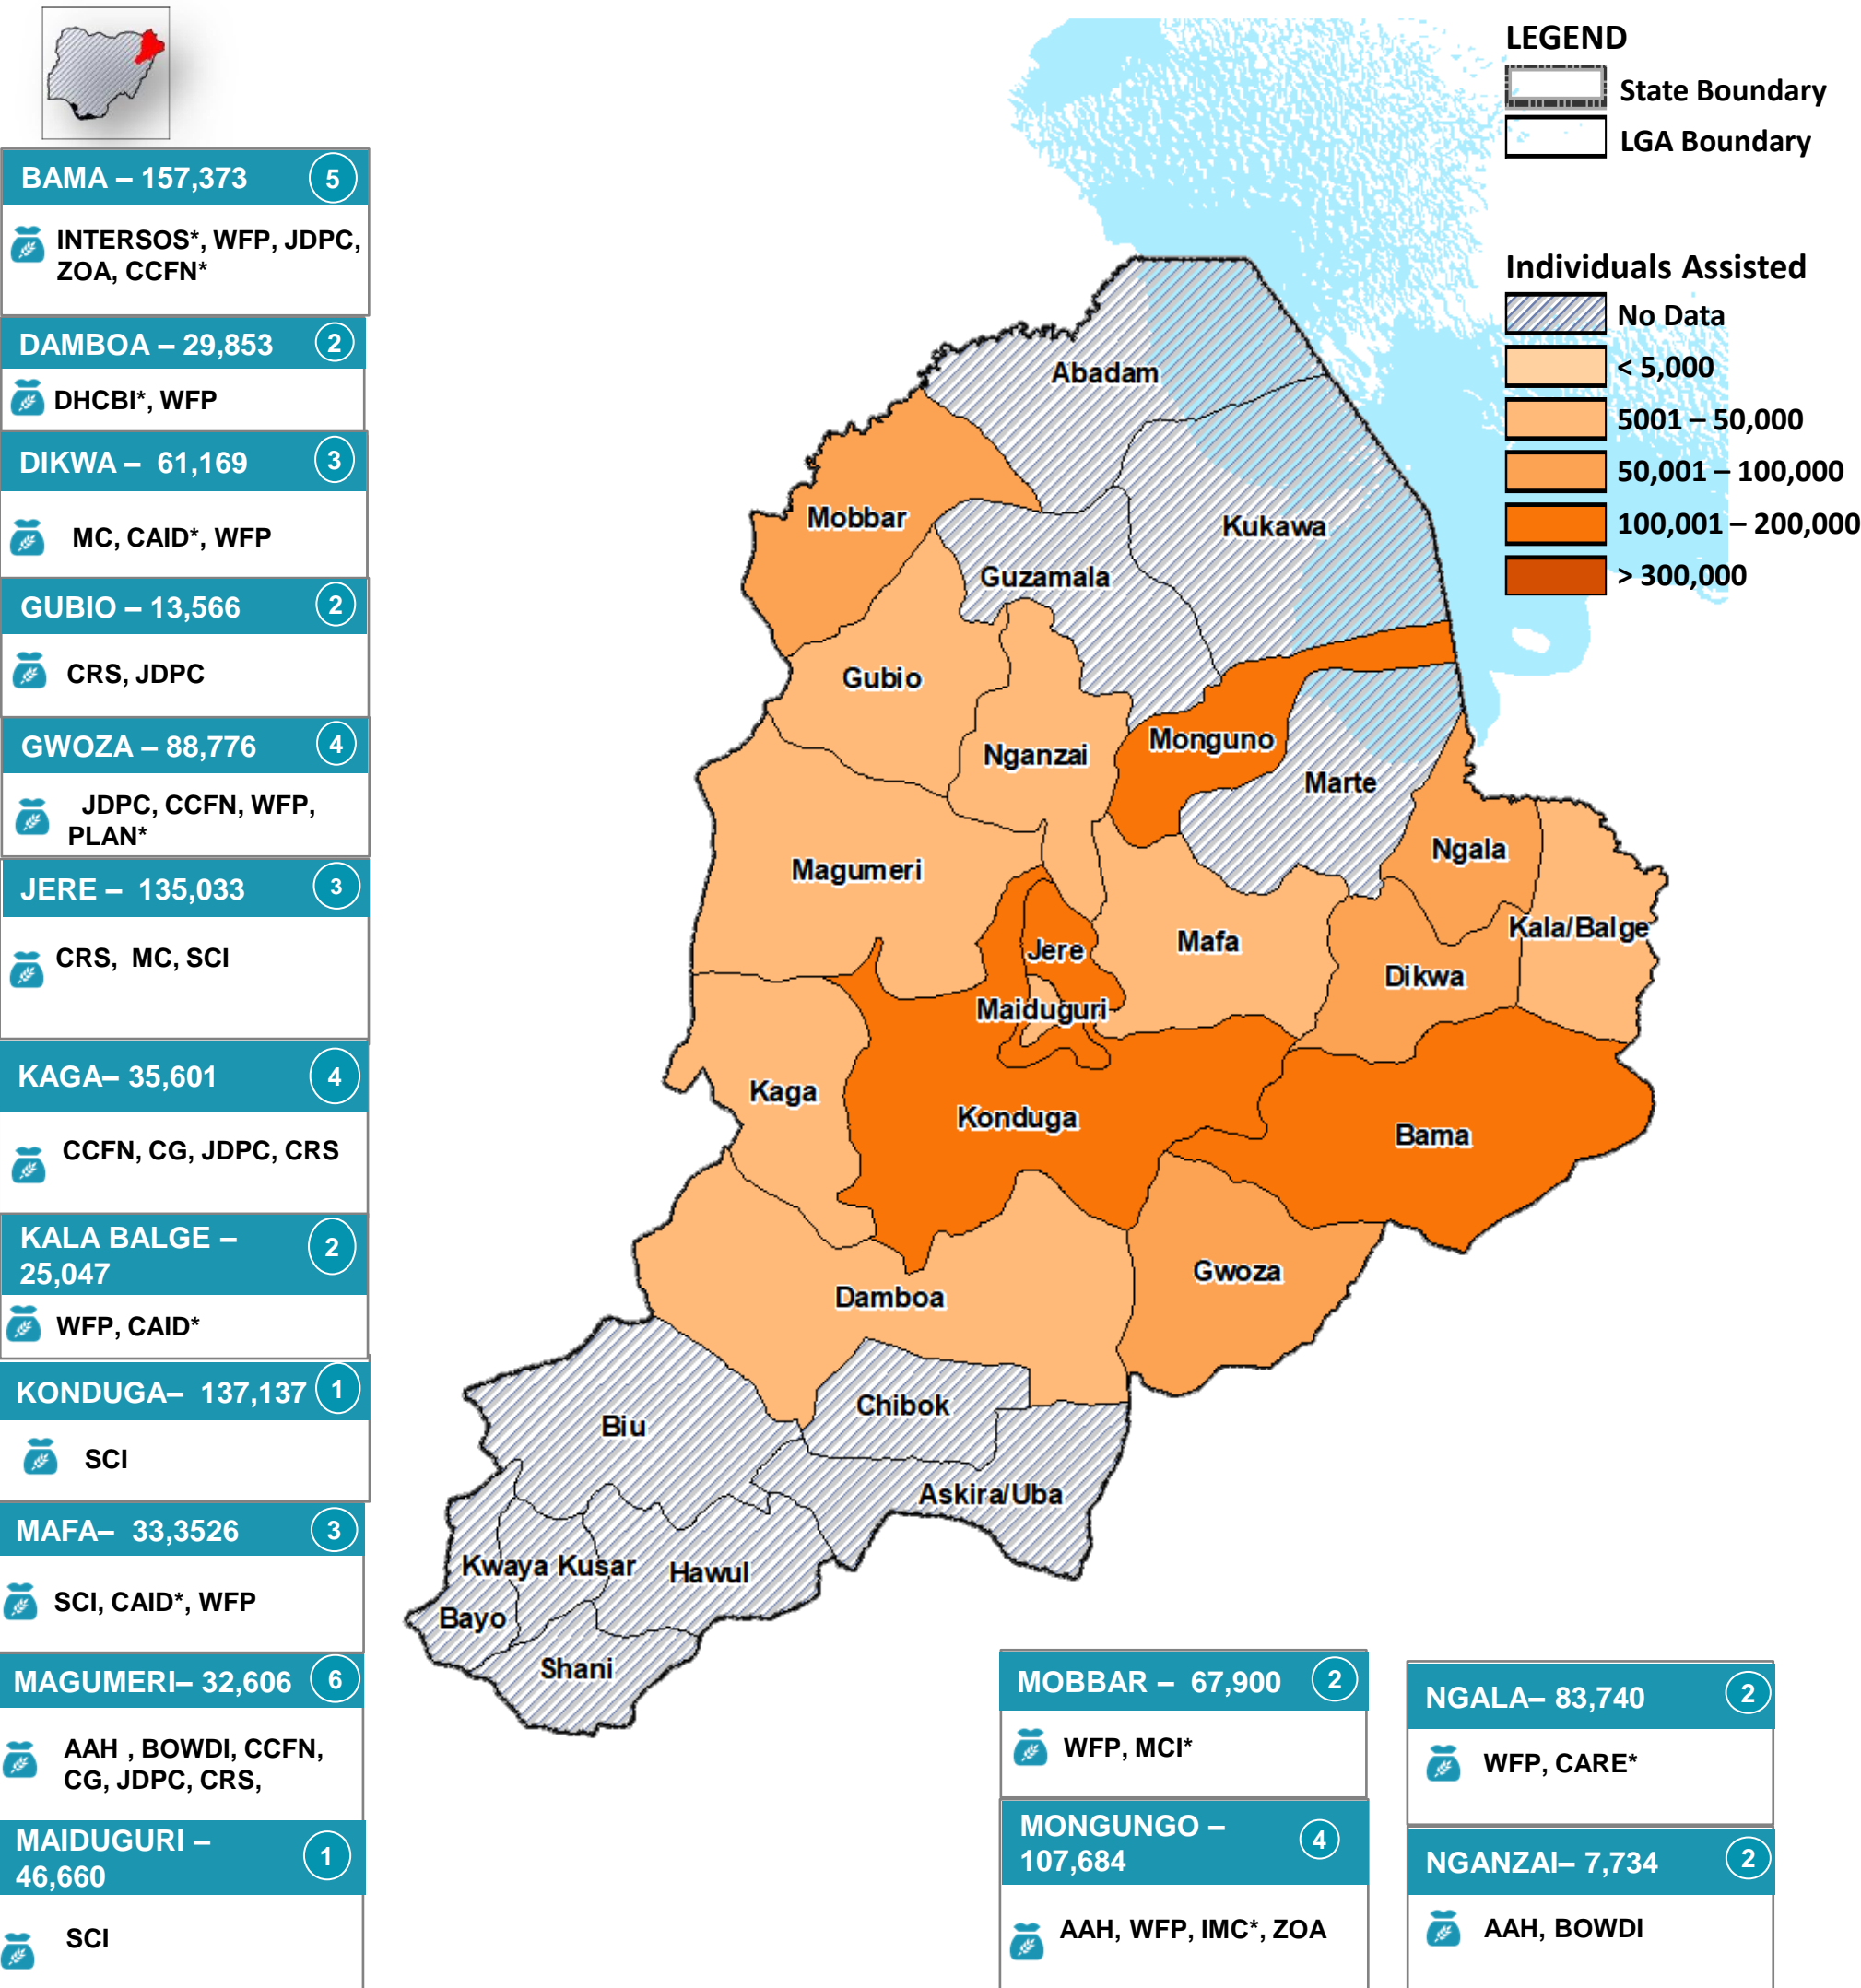 BAMA – 157,373 5
INTERSOS*, WFP, JDPC,
ZOA, CCFN*
DAMBOA – 29,853 2
DHCBI*, WFP
DIKWA – 61,169 3
MC, CAID*, WFP
GUBIO – 13,566 2
CRS, JDPC
GWOZA – 88,776 4
JDPC, CCFN, WFP,
PLAN*
JERE – 135,033 3
CRS, MC, SCI
KAGA– 35,601 4
CCFN, CG, JDPC, CRS
KALA BALGE –
25,047 2
WFP, CAID*
KONDUGA– 137,137 1
SCI
MAFA– 33,3526 3
SCI, CAID*, WFP
MAGUMERI– 32,606 6
AAH , BOWDI, CCFN,
CG, JDPC, CRS,
MAIDUGURI –
46,660 1
SCI
LEGEND
State Boundary
LGA Boundary
Individuals Assisted
No Data
< 5,000
5001 – 50,000
50,001 – 100,000
100,001 – 200,000
> 300,000
Abadam
Mobbar
Kukawa
Guzamala
Gubio
Nganzai
Monguno
Marte
Ngala
Magumeri
Kala/Balge
Mafa
Jere
Dikwa
Maiduguri
Kaga
Konduga
Bama
Gwoza
Damboa
Chibok
Biu
Askira/Uba
Kwaya Kusar
Hawul
Bayo
Shani
MOBBAR – 67,900 2
WFP, MCI*
MONGUNGO –
107,684 4
AAH, WFP, IMC*, ZOA
NGALA– 83,740 2
WFP, CARE*
NGANZAI– 7,734 2
AAH, BOWDI